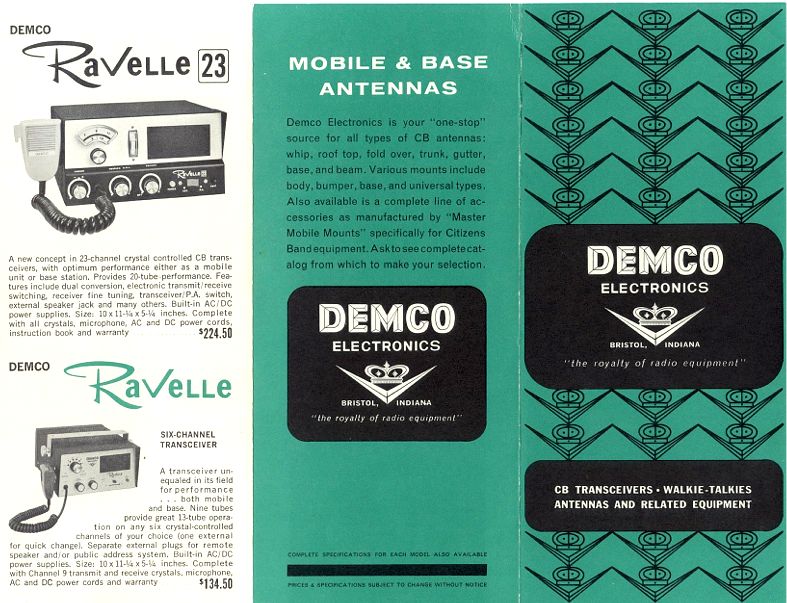 DEMCO
RaVelle 23
A new concept in 23-channel crystal controlled CB trans-
ceivers, with optimum performance either as a mobile
unit or base station. Provides 20-tube performance. Fea-
tures include dual conversion, electronic transmit/receive
switching, receiver fine tuning, transceiver/P.A. switch,
external speaker jack and many others. Built-in AC/DC
power supplies. Size: 10 x 11-¼ x 5-¼ inches. Complete
with all crystals, microphone, AC and DC power cords,
instruction book and warranty . . . . . . . . . . $224.50
DEMCO
RaVelle
SIX-CHANNEL
TRANSCEIVER
A transceiver un-
equaled in its field
for performance
. . . both mobile
and base. Nine tubes
provide great 13-tube opera-
tion on any six crystal-controlled
channels of your choice (one external
for quick change). Separate external plugs for remote
speaker and/or public address system. Built-in AC/DC
power supplies. Size: 10 x 11-¼ x 5-¼ inches. Complete
with Channel 9 transmit and receive crystals, microphone,
AC and DC power cords and warranty $134.50
MOBILE & BASE
ANTENNAS
Demco Electronics is your "one-stop"
source for all types of CB antennas:
whip, roof top, fold over, trunk, gutter,
base, and beam. Various mounts include
body, bumper, base, and universal types.
Also available is a complete line of ac-
cessories as manufactured by "Master
Mobile Mounts" specifically for Citizens
Band equipment. Ask to see complete cat-
alog from which to make your selection.
DEMCO
ELECTRONICS
BRISTOL, INDIANA
"the royalty of radio equipment"
COMPLETE SPECIFICATIONS FOR EACH MODEL ALSO AVAILABLE
PRICES & SPECIFICATIONS SUBJECT TO CHANGE WITHOUT NOTICE
DEMCO
ELECTRONICS
BRISTOL, INDIANA
"the royalty of radio equipment"
CB TRANSCEIVERS • WALKIE-TALKIES
ANTENNAS AND RELATED EQUIPMENT